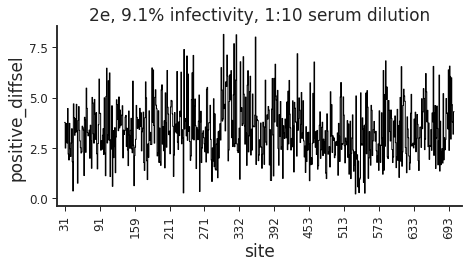 2e, 9.1% infectivity, 1:10 serum dilution
positive_diffsel
7.5
5.0
2.5
0.0
31 91 159 211 271 332 392 453 513 573 633 693
site